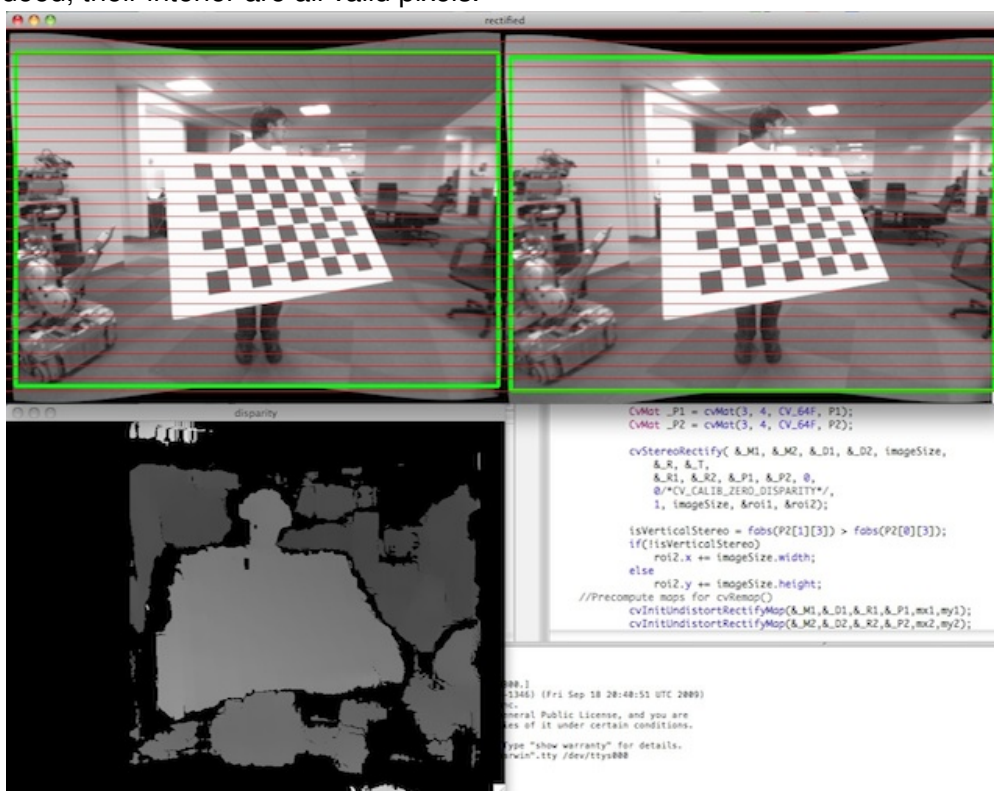 their interior are all valid pixels.
rectified
disparity
CvMat _P1 = cvMat(3, 4, CV_64F, P1);
CvMat _P2 = cvMat(3, 4, CV_64F, P2);
cvStereoRectify( &_M1, &_M2, &_D1, &_D2, imageSize,
&_R, &_T,
&_R1, &_R2, &_P1, &_P2, 0,
0/*CV_CALIB_ZERO_DISPARITY*/,
1, imageSize, &roi1, &roi2);
isVerticalStereo = fabs(P2[1][3]) > fabs(P2[0][3]);
if(!isVerticalStereo)
roi2.x += imageSize.width;
else
roi2.y += imageSize.height;
//Precompute maps for cvRemap()
cvInitUndistortRectifyMap(&_M1,&_D1,&_R1,&_P1,mx1,my1);
cvInitUndistortRectifyMap(&_M2,&_D2,&_R2,&_P2,mx2,my2);
-1346) (Fri Sep 18 20:40:51 UTC 2009)
nc.
eneral Public License, and you are
ies of it under certain conditions.
Type "show warranty" for details.
arwin".tty /dev/ttys000